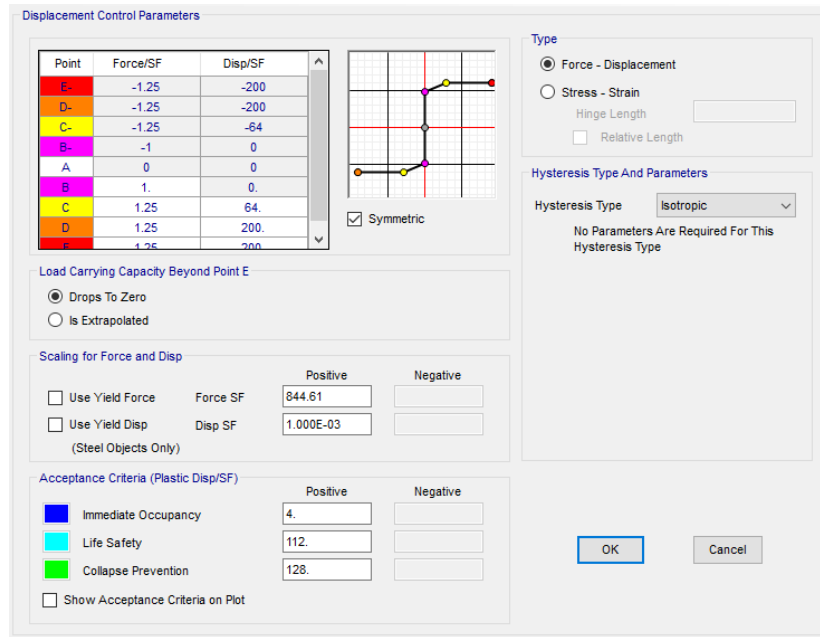 Displacement Control Parameters
Point Force/SF Disp/SF
E- -1.25 -200
D- -1.25 -200
C- -1.25 -64
B- -1 0
A 0 0
B 1. 0.
C 1.25 64.
D 1.25 200.
E 1.25 200.
Symmetric
Load Carrying Capacity Beyond Point E
Drops To Zero
Is Extrapolated
Scaling for Force and Disp
Positive Negative
Use Yield Force Force SF 844.61
Use Yield Disp Disp SF 1.000E-03
(Steel Objects Only)
Acceptance Criteria (Plastic Disp/SF)
Positive Negative
Immediate Occupancy 4.
Life Safety 112.
Collapse Prevention 128.
Show Acceptance Criteria on Plot
Type
Force - Displacement
Stress - Strain
Hinge Length
Relative Length
Hysteresis Type And Parameters
Hysteresis Type Isotropic
No Parameters Are Required For This
Hysteresis Type
OK Cancel